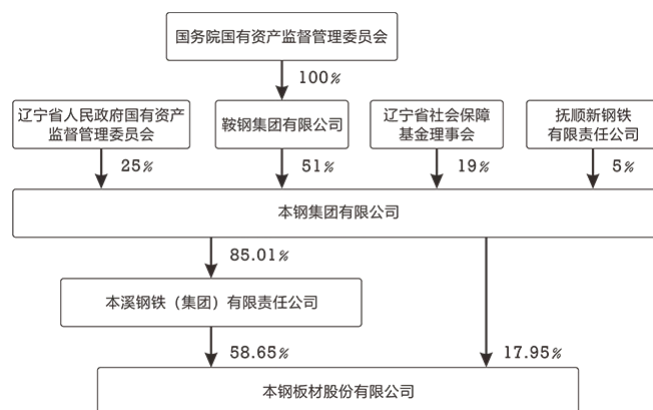 国务院国有资产监督管理委员会
100%
辽宁省人民政府国有资产
监督管理委员会
鞍钢集团有限公司
辽宁省社会保障
基金理事会
抚顺新钢铁
有限责任公司
25%
51%
19%
5%
本钢集团有限公司
85.01%
本溪钢铁（集团）有限责任公司
58.65%
17.95%
本钢板材股份有限公司